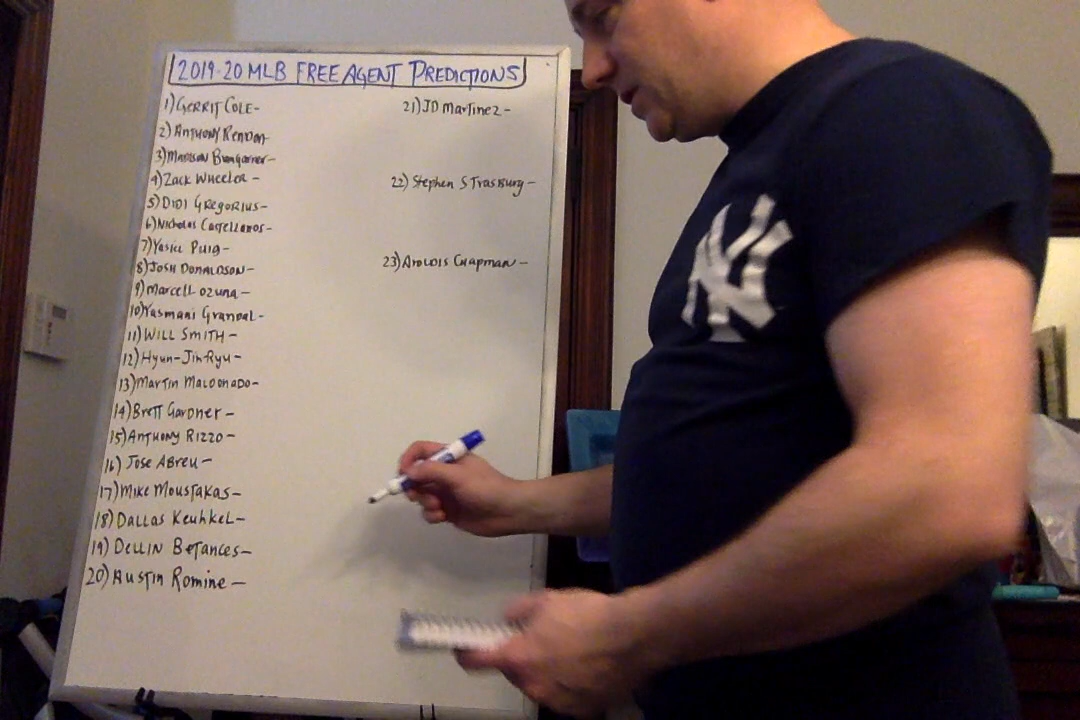 2019-20 MLB FREE AGENT PREDICTIONS
1) GERRIT COLE-
2) ANTHONY RENDON-
3) MADISON Bumgarner-
4) ZACK WHEELER -
5) DIDI GREGORIUS-
6) Nicholas Castellanos-
7) Yasiel Puig-
8) JOSH DONALDSON-
9) Marcell Ozuna-
10) Yasmani Grandal-
11) WILL SMITH -
12) Hyun-Jin Ryu-
13) Martin Maldonado-
14) Brett Gardner -
15) Anthony RIZZO -
16) Jose ABREU -
17) Mike Moustakas-
18) Dallas Keuhkel-
19) DELLIN BETANCES-
20) AUSTIN Romine -
21) JD Martinez -
22) Stephen STrasburg -
23) Aroldis Chapman -
NY